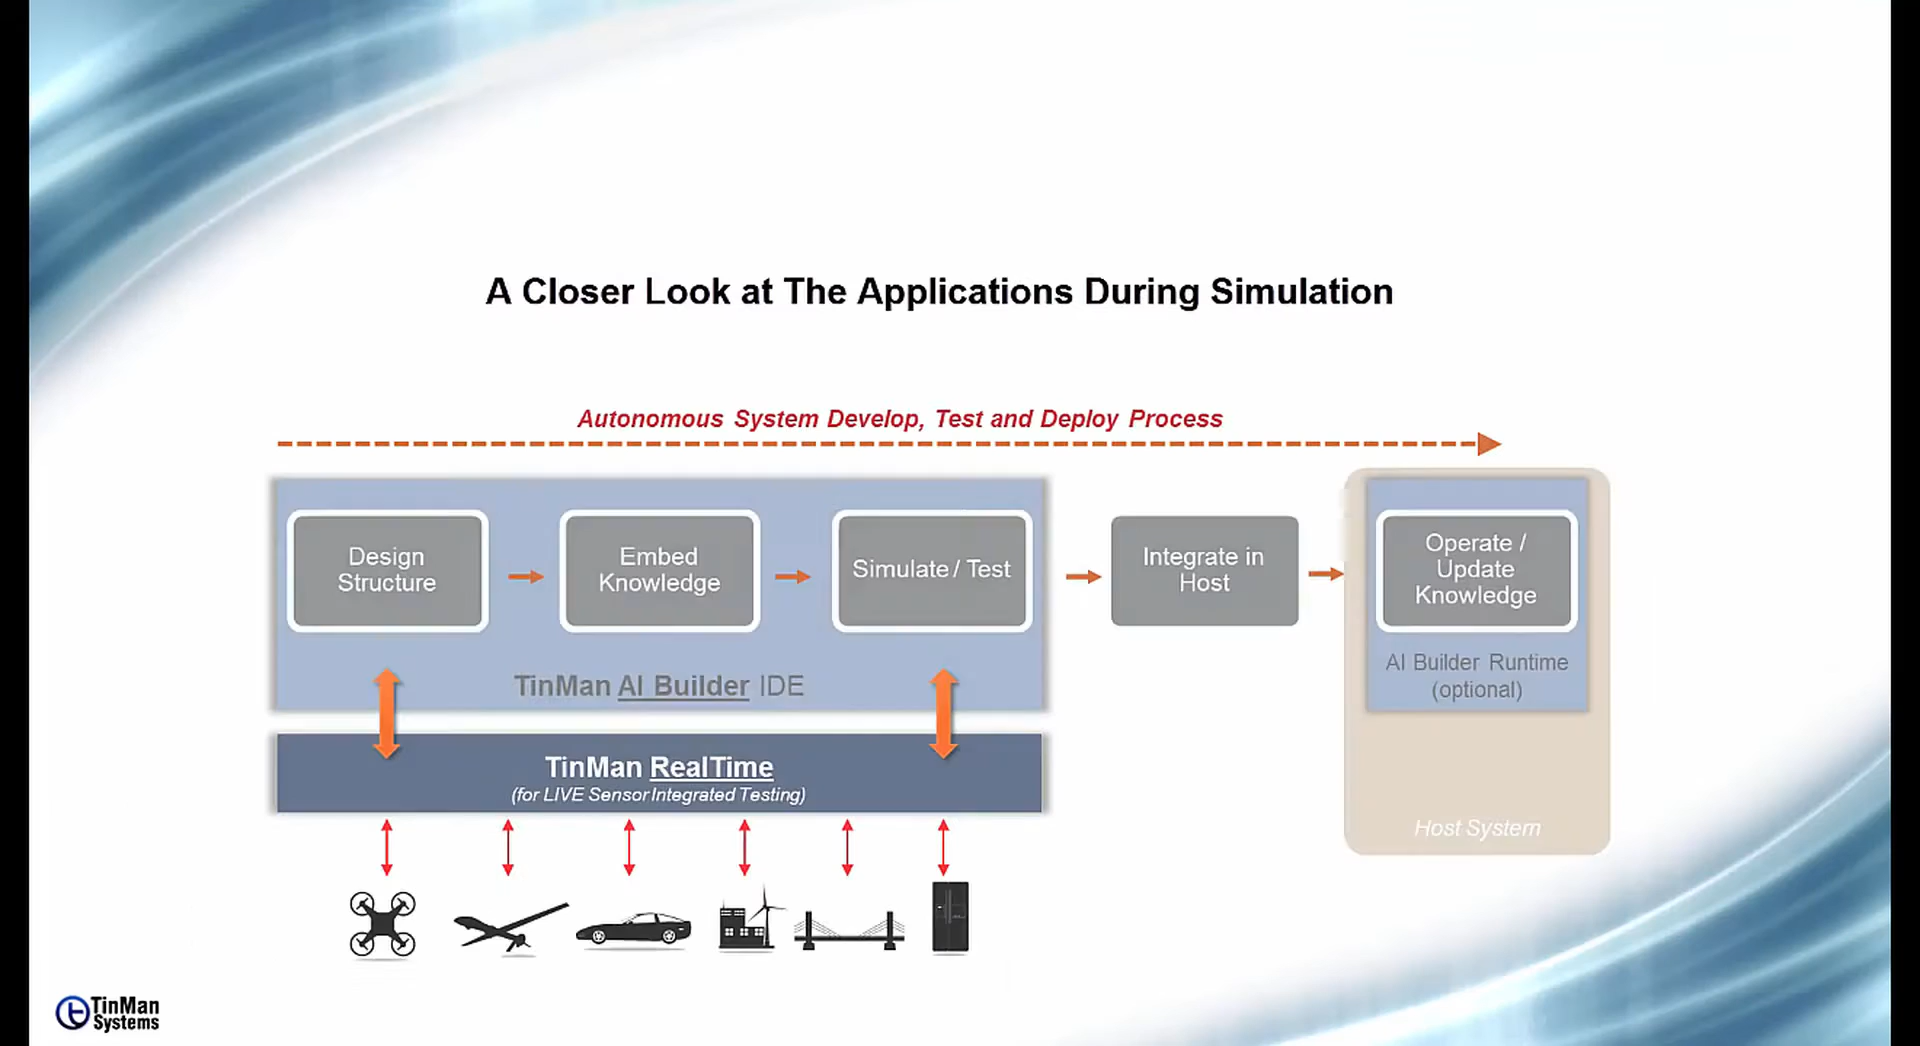 A Closer Look at The Applications During Simulation
Autonomous System Develop, Test and Deploy Process
Design
Structure
Embed
Knowledge
Simulate / Test
Integrate in
Host
Operate /
Update
Knowledge
TinMan AI Builder IDE
AI Builder Runtime
(optional)
TinMan RealTime
(for LIVE Sensor Integrated Testing)
Host System
TinMan
Systems